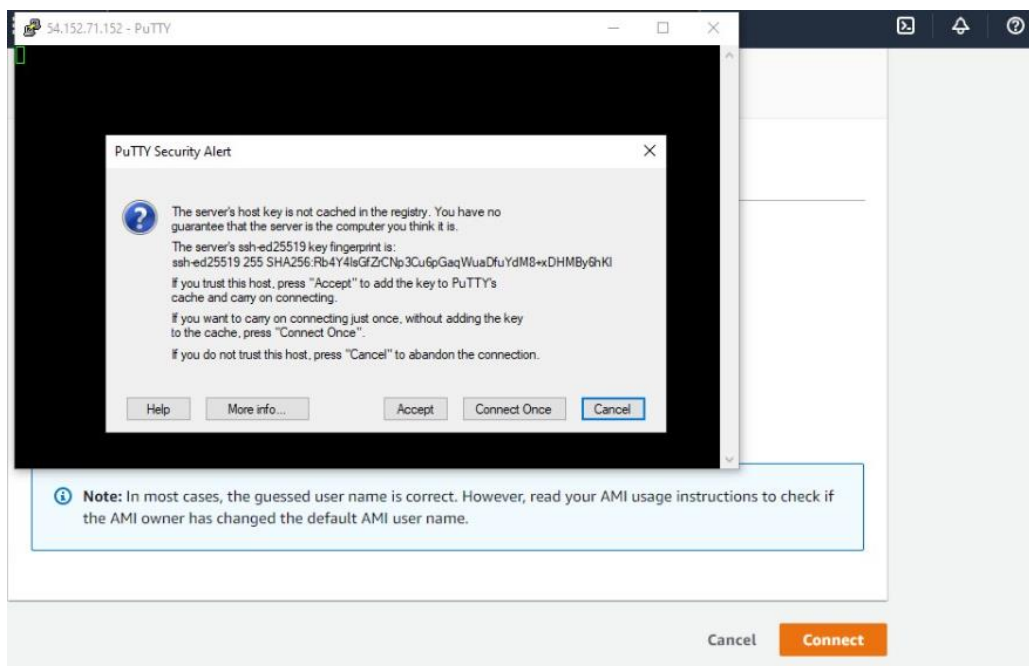 54.152.71.152 - PuTTY
PuTTY Security Alert
The server's host key is not cached in the registry. You have no
guarantee that the server is the computer you think it is.
The server's ssh-ed25519 key fingerprint is:
ssh-ed25519 255 SHA256:Rb4Y4IsGfZrCNp3Cu6pGaqWuaDfuYdM8+xDHMBy6hKI
If you trust this host, press "Accept" to add the key to PuTTY's
cache and carry on connecting.
If you want to carry on connecting just once, without adding the key
to the cache, press "Connect Once".
If you do not trust this host, press "Cancel" to abandon the connection.
Help More info... Accept Connect Once Cancel
Note: In most cases, the guessed user name is correct. However, read your AMI usage instructions to check if
the AMI owner has changed the default AMI user name.
Cancel Connect